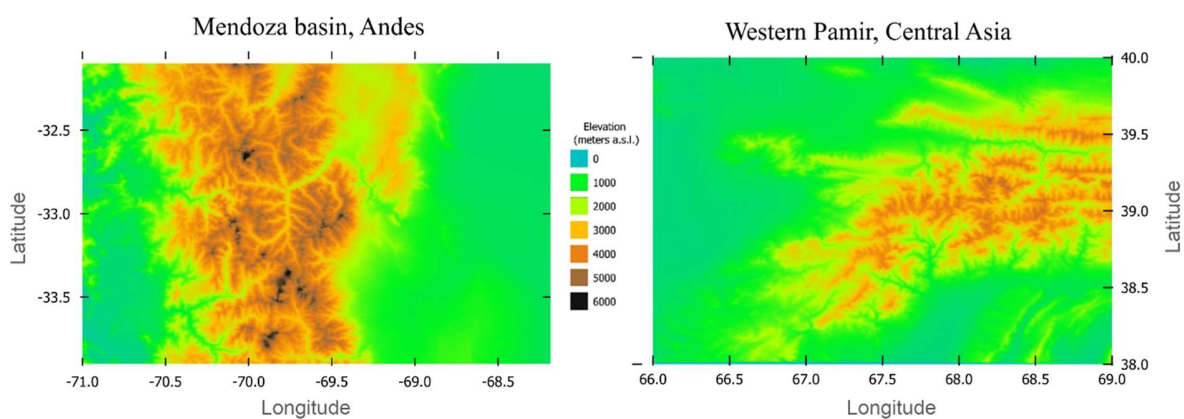 Mendoza basin, Andes
Latitude
-32.5
-33.0
-33.5
-71.0 -70.5 -70.0 -69.5 -69.0 -68.5
Longitude
Elevation
(meters a.s.l.)
0
1000
2000
3000
4000
5000
6000
Western Pamir, Central Asia
40.0
39.5
39.0
38.5
38.0
Latitude
66.0 66.5 67.0 67.5 68.0 68.5 69.0
Longitude